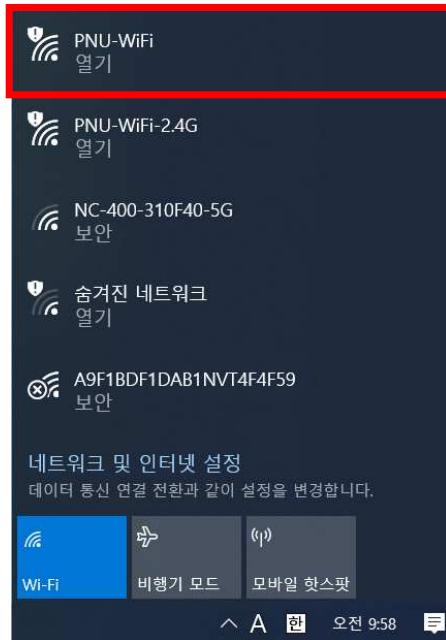 PNU-WiFi
열기
PNU-WiFi-2.4G
열기
NC-400-310F40-5G
보안
숨겨진 네트워크
열기
A9F1BDF1DAB1NVT4F4F59
보안
네트워크 및 인터넷 설정
데이터 통신 연결 전환과 같이 설정을 변경합니다.
Wi-Fi 비행기 모드 모바일 핫스팟
A 한 오전 9:58